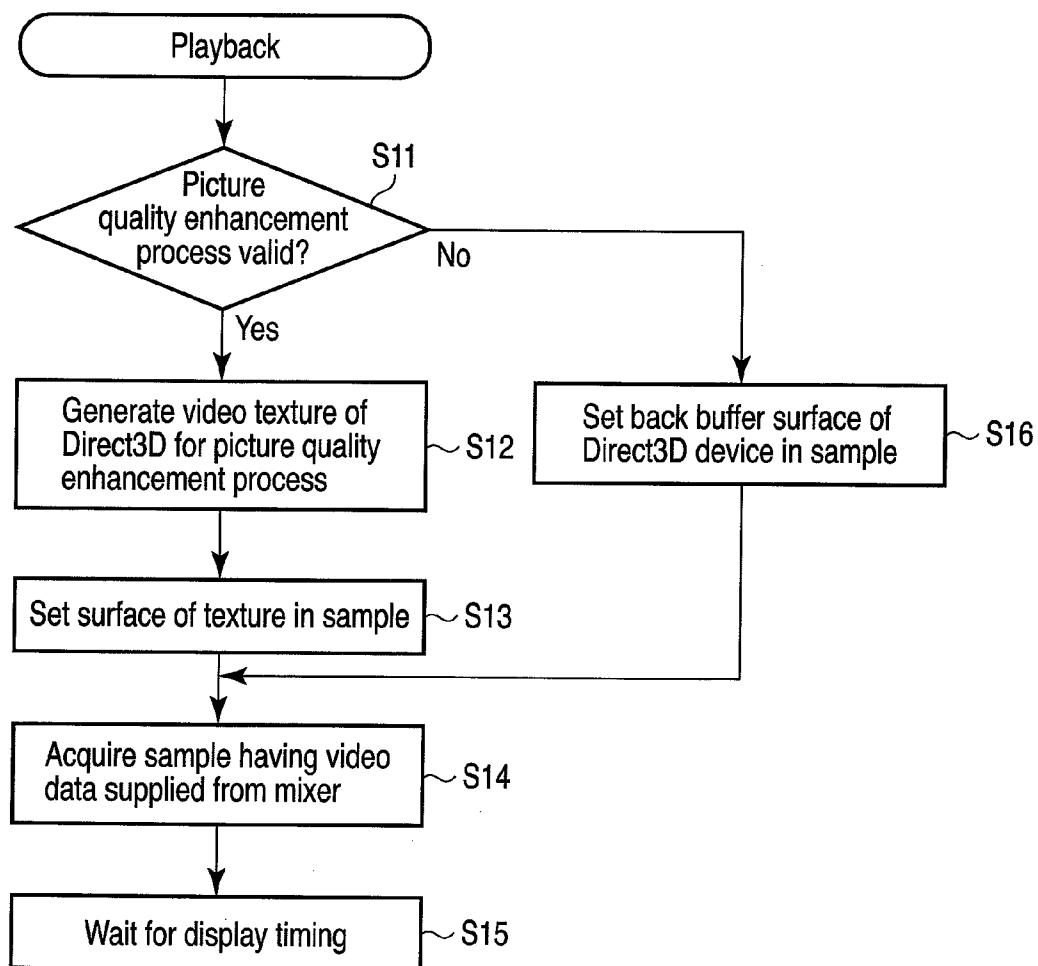 Playback
S11
Picture
quality enhancement
process valid?
No
Yes
Generate video texture of
Direct3D for picture quality
enhancement process
S12
Set back buffer surface of
Direct3D device in sample
S16
Set surface of texture in sample
S13
Acquire sample having video
data supplied from mixer
S14
Wait for display timing
S15